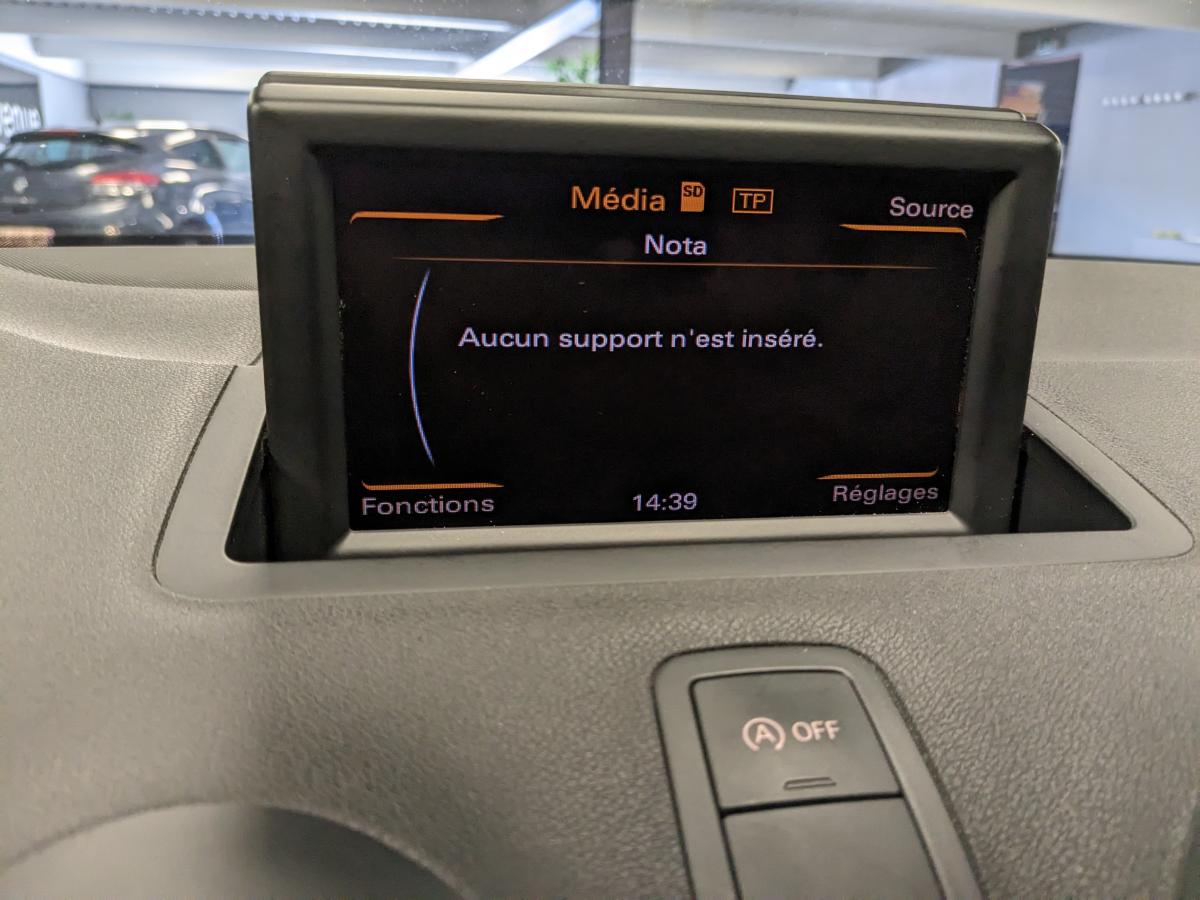 Média SD TP
Source
Nota
Aucun support n'est inséré.
Fonctions
14:39
Réglages
A OFF